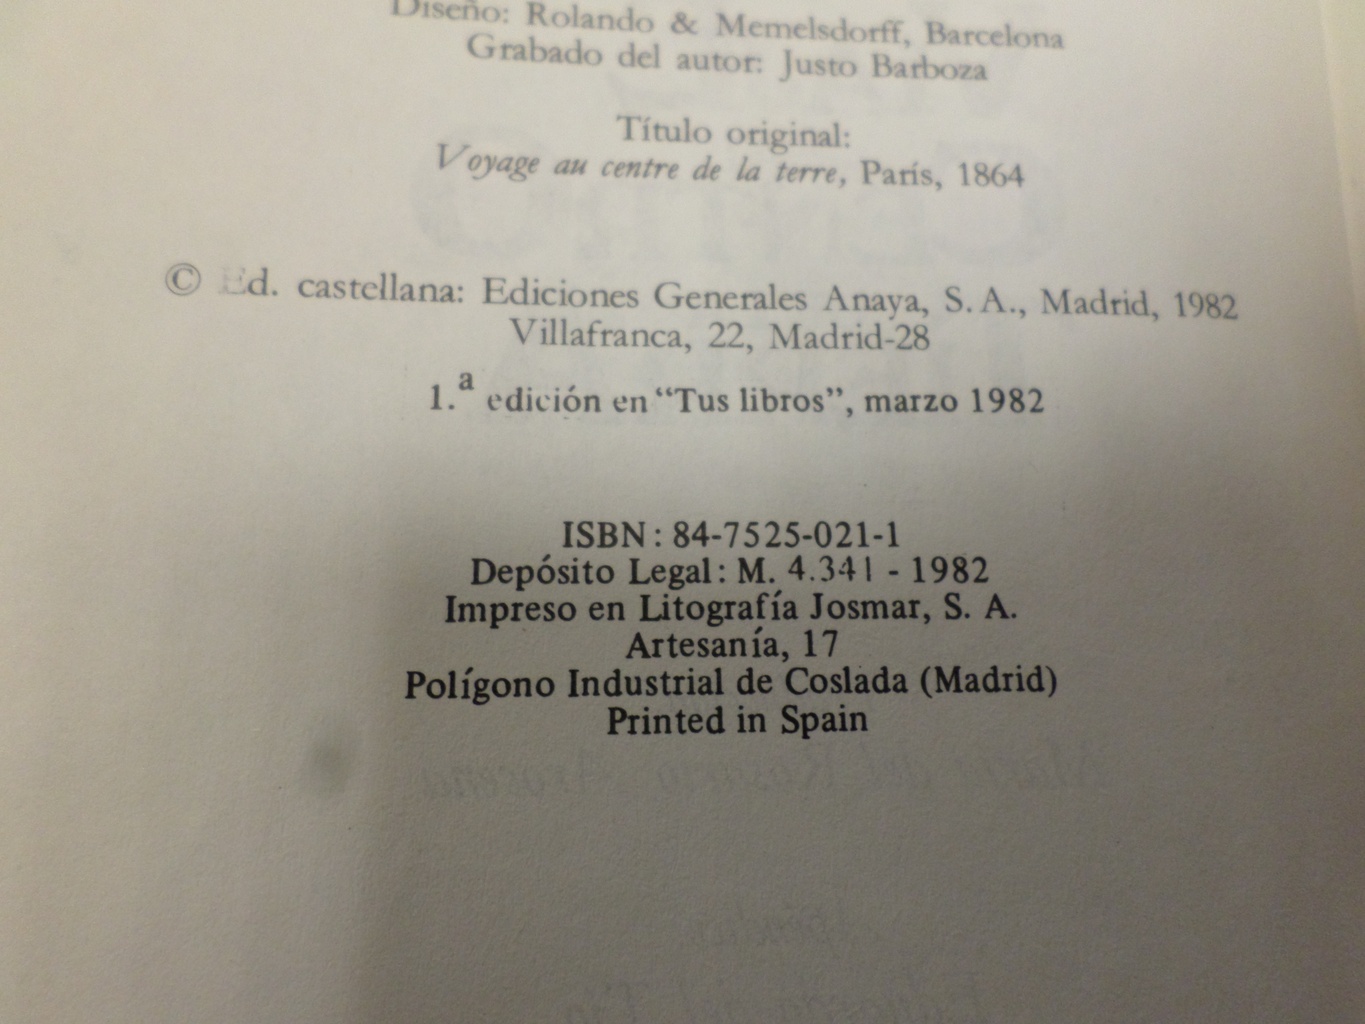 Diseño: Rolando & Memelsdorff, Barcelona
Grabado del autor: Justo Barboza
Título original:
Voyage au centre de la terre, París, 1864
© Ed. castellana: Ediciones Generales Anaya, S. A., Madrid, 1982
Villafranca, 22, Madrid-28
1.ª edición en "Tus libros", marzo 1982
ISBN: 84-7525-021-1
Depósito Legal: M. 4.341 - 1982
Impreso en Litografía Josmar, S. A.
Artesanía, 17
Polígono Industrial de Coslada (Madrid)
Printed in Spain